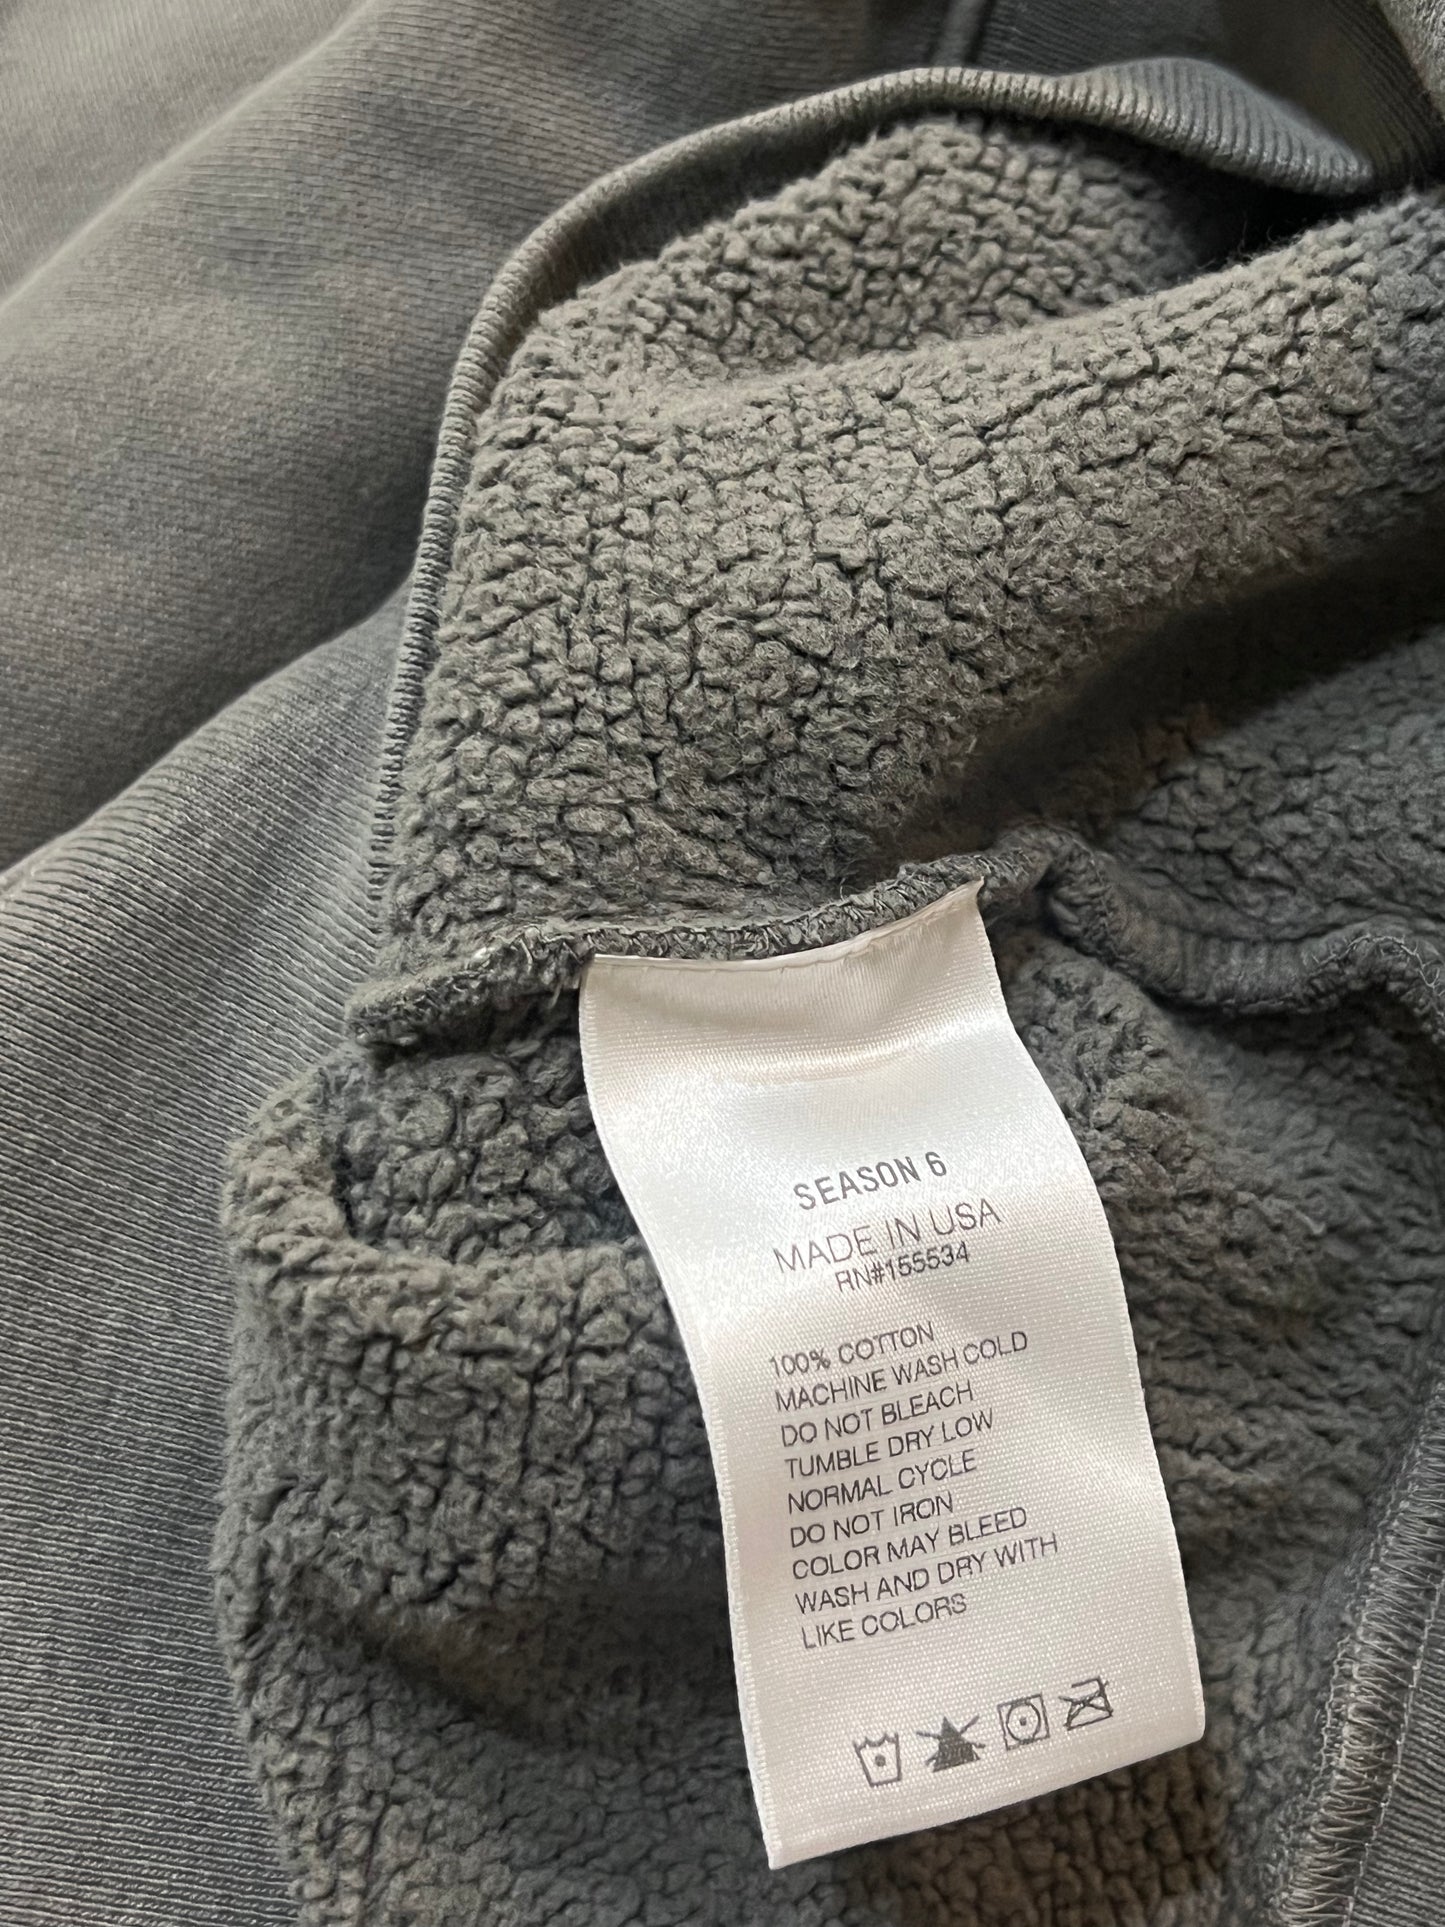 SEASON 6
MADE IN USA
RN#155534
100% COTTON
MACHINE WASH COLD
DO NOT BLEACH
TUMBLE DRY LOW
NORMAL CYCLE
DO NOT IRON
COLOR MAY BLEED
WASH AND DRY WITH
LIKE COLORS